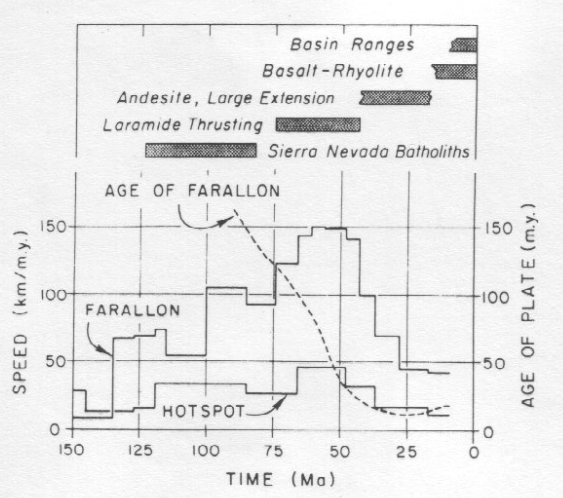 Basin Ranges
Basalt-Rhyolite
Andesite, Large Extension
Laramide Thrusting
Sierra Nevada Batholiths
AGE OF FARALLON
FARALLON
HOTSPOT
SPEED (km/m.y.)
150
100
50
0
AGE OF PLATE (m.y.)
150
100
50
0
150 125 100 75 50 25 0
TIME (Ma)